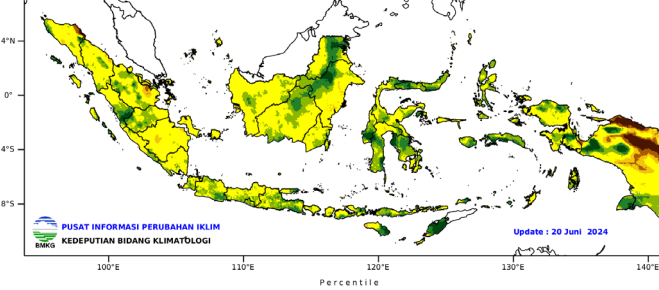 4°N
0°
4°S
8°S
PUSAT INFORMASI PERUBAHAN IKLIM
KEDEPUTIAN BIDANG KLIMATOLOGI
BMKG
Update : 20 Juni 2024
100°E 110°E 120°E 130°E 140°E
Percentile